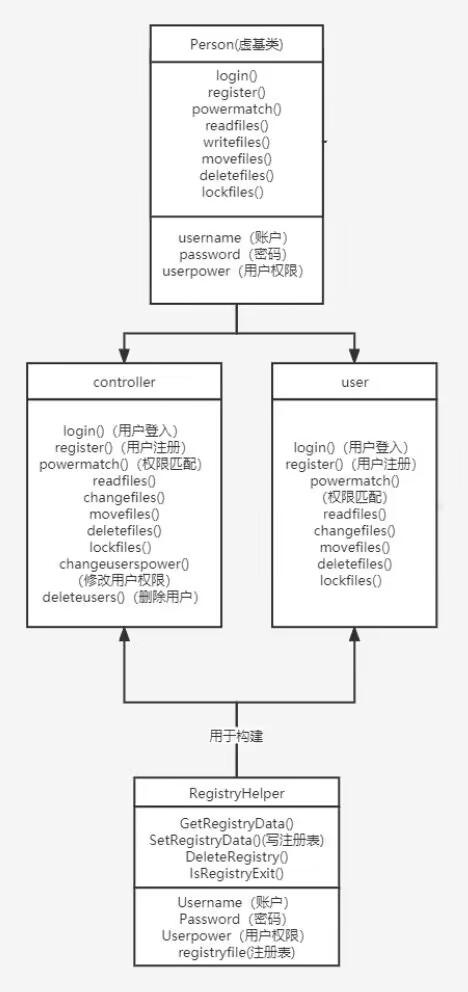 Person(虚基类)
login()
register()
powermatch()
readfiles()
writefiles()
movefiles()
deletefiles()
lockfiles()
username（账户）
password（密码）
userpower（用户权限）
controller
login()（用户登入）
register()（用户注册）
powermatch()（权限匹配）
readfiles()
changefiles()
movefiles()
deletefiles()
lockfiles()
changeuserspower()
（修改用户权限）
deleteusers()（删除用户）
user
login()（用户登入）
register()（用户注册）
powermatch()
（权限匹配）
readfiles()
changefiles()
movefiles()
deletefiles()
lockfiles()
用于构建
RegistryHelper
GetRegistryData()
SetRegistryData()(写注册表)
DeleteRegistry()
IsRegistryExit()
Username（账户）
Password（密码）
Userpower（用户权限）
registryfile(注册表)